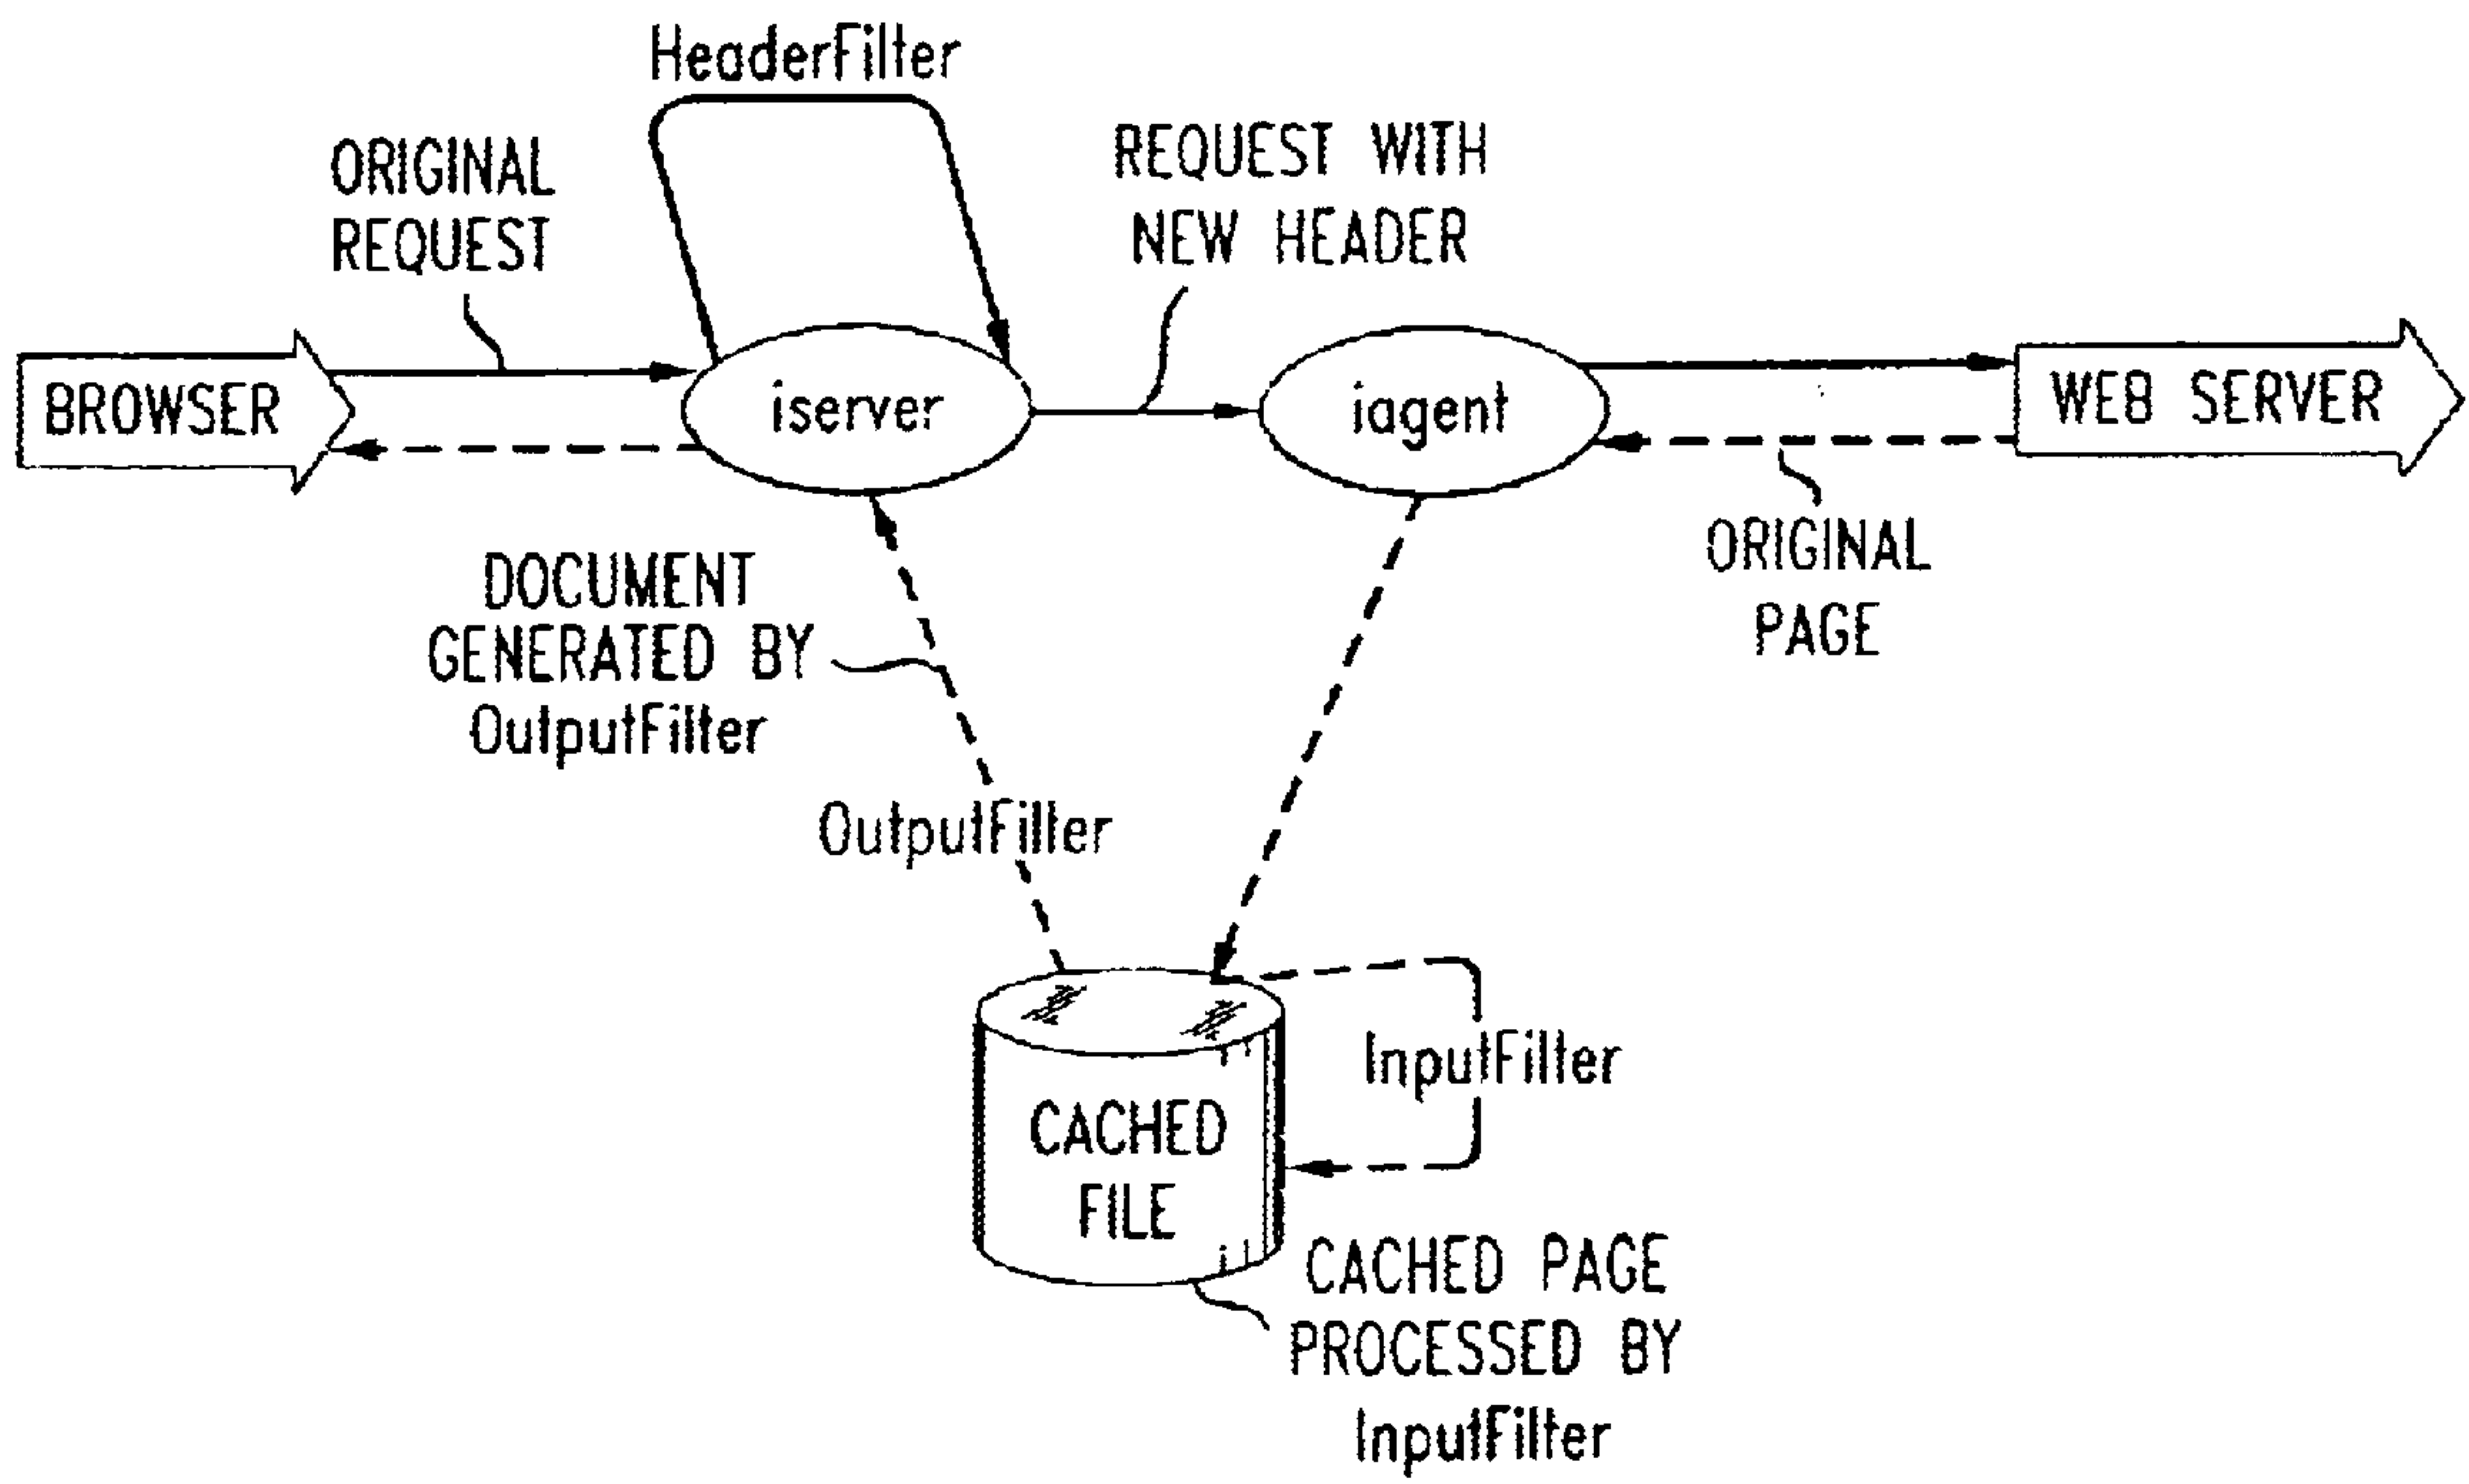 HeaderFilter
ORIGINAL
REQUEST
REQUEST WITH
NEW HEADER
BROWSER
iserver
iagent
WEB SERVER
DOCUMENT
GENERATED BY
OutputFilter
ORIGINAL
PAGE
OutputFilter
InputFilter
CACHED
FILE
CACHED PAGE
PROCESSED BY
InputFilter